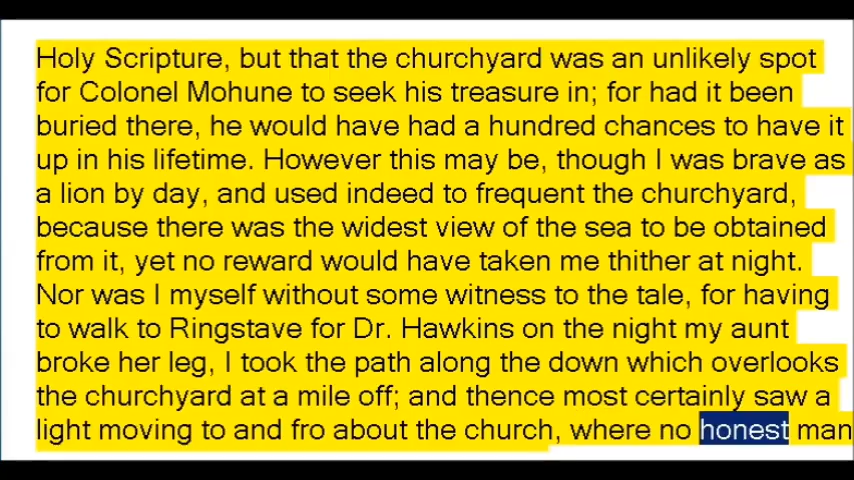 Holy Scripture, but that the churchyard was an unlikely spot
for Colonel Mohune to seek his treasure in; for had it been
buried there, he would have had a hundred chances to have it
up in his lifetime. However this may be, though I was brave as
a lion by day, and used indeed to frequent the churchyard,
because there was the widest view of the sea to be obtained
from it, yet no reward would have taken me thither at night.
Nor was I myself without some witness to the tale, for having
to walk to Ringstave for Dr. Hawkins on the night my aunt
broke her leg, I took the path along the down which overlooks
the churchyard at a mile off; and thence most certainly saw a
light moving to and fro about the church, where no honest man